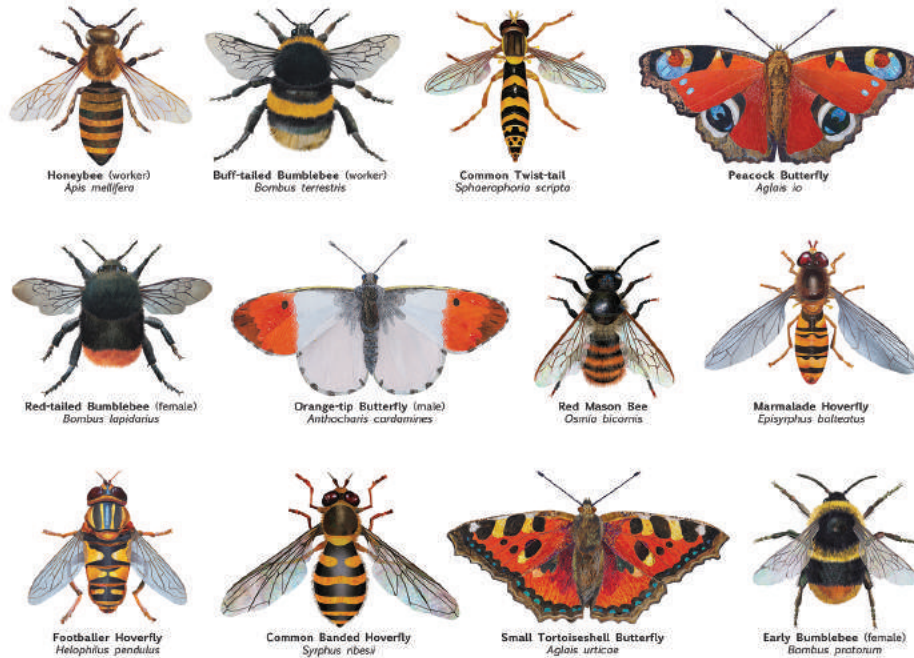 Honeybee (worker)
Apis mellifera
Buff-tailed Bumblebee (worker)
Bombus terrestris
Common Twist-tail
Sphaerophoria scripta
Peacock Butterfly
Aglais io
Red-tailed Bumblebee (female)
Bombus lapidarius
Orange-tip Butterfly (male)
Anthocharis cardamines
Red Mason Bee
Osmia bicornis
Marmalade Hoverfly
Episyrphus balteatus
Footballer Hoverfly
Helophilus pendulus
Common Banded Hoverfly
Syrphus ribesii
Small Tortoiseshell Butterfly
Aglais urticae
Early Bumblebee (female)
Bombus pratorum